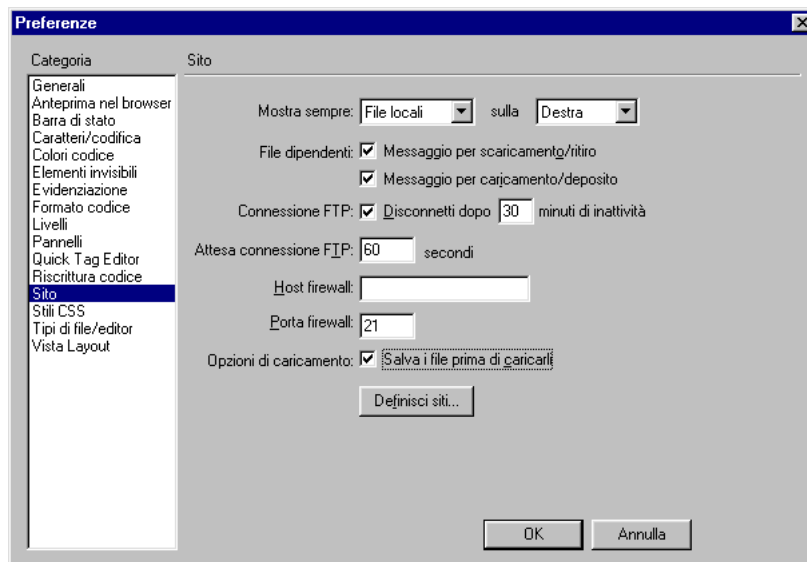 Preferenze
Categoria
Sito
Generali
Anteprima nel browser
Barra di stato
Caratteri/codifica
Colori codice
Elementi invisibili
Evidenziazione
Formato codice
Livelli
Pannelli
Quick Tag Editor
Riscrittura codice
Sito
Stili CSS
Tipi di file/editor
Vista Layout
Mostra sempre: File locali sulla Destra
File dipendenti: Messaggio per scaricamento/ritiro
Messaggio per caricamento/deposito
Connessione FTP: Disconnetti dopo 30 minuti di inattività
Attesa connessione FTP: 60 secondi
Host firewall:
Porta firewall: 21
Opzioni di caricamento: Salva i file prima di caricarli
Definisci siti...
OK Annulla